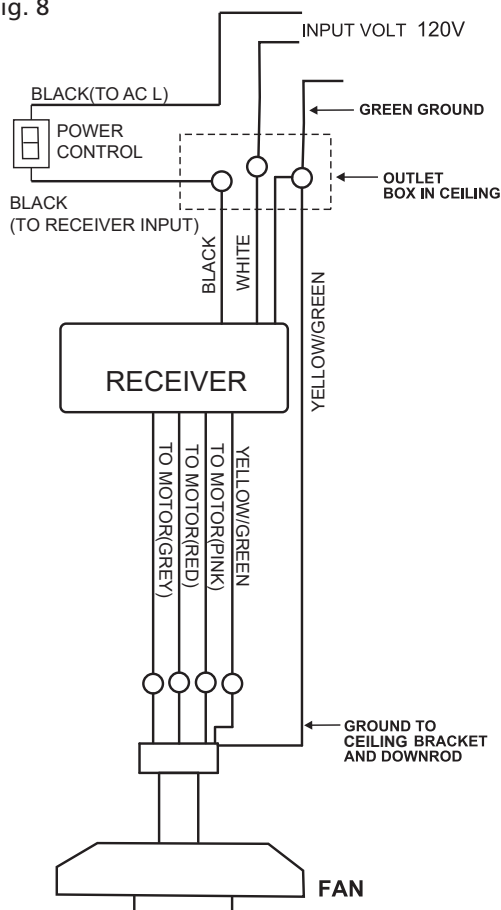 ig. 8
INPUT VOLT 120V
BLACK(TO AC L)
GREEN GROUND
POWER
CONTROL
OUTLET
BOX IN CEILING
BLACK
(TO RECEIVER INPUT)
BLACK
WHITE
YELLOW/GREEN
RECEIVER
TO MOTOR(GREY)
TO MOTOR(RED)
TO MOTOR(PINK)
YELLOW/GREEN
GROUND TO
CEILING BRACKET
AND DOWNROD
FAN